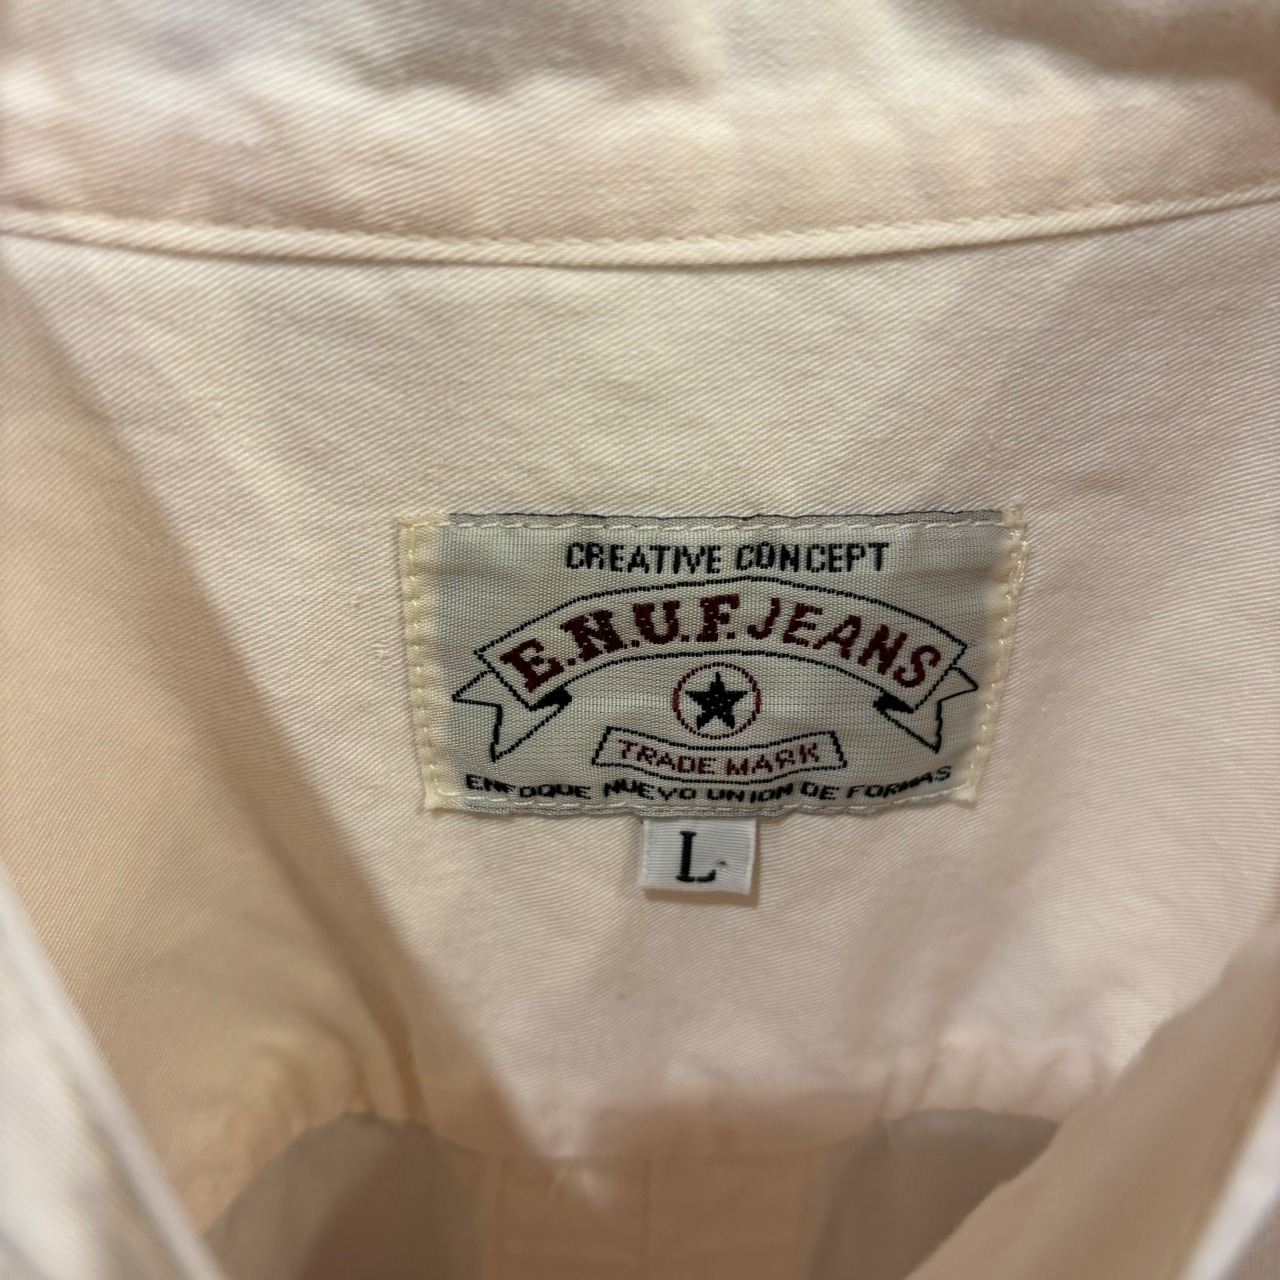 CREATIVE CONCEPT
E.N.U.F. JEANS
TRADE MARK
ENFOQUE NUEVO UNION DE FORMAS
L